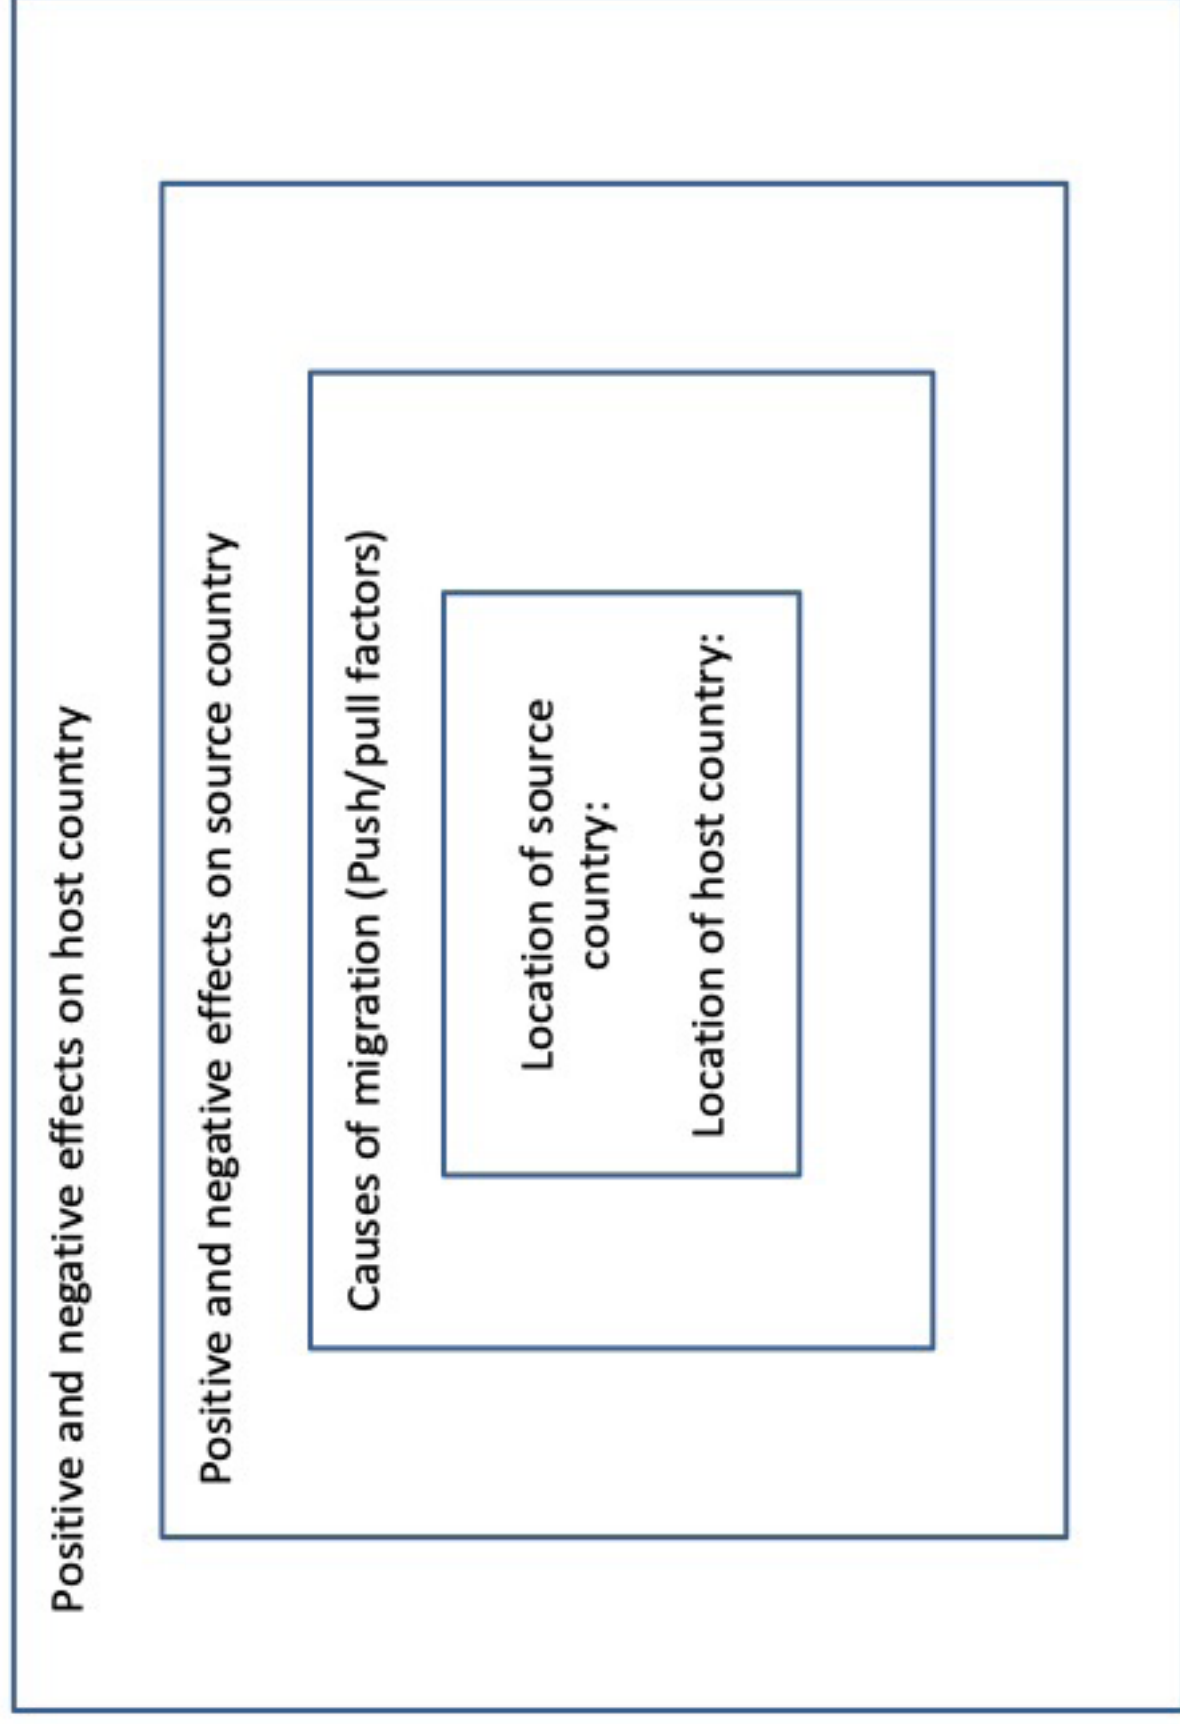 Positive and negative effects on host country
Positive and negative effects on source country
Causes of migration (Push/pull factors)
Location of source
country:
Location of host country: